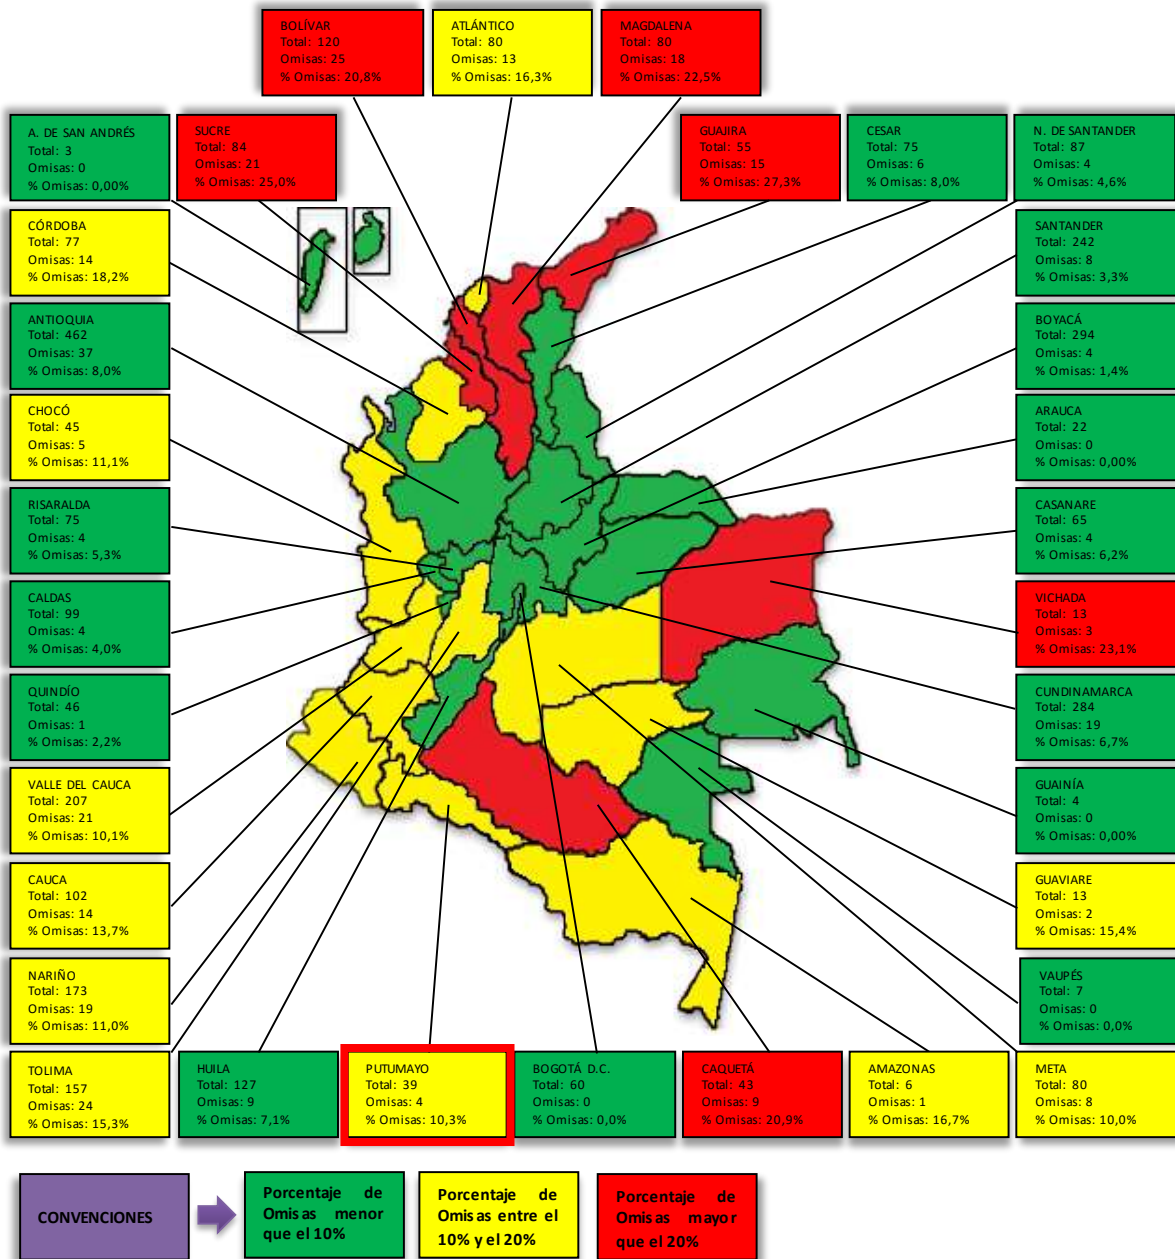 BOLÍVAR
Total: 120
Omisas: 25
% Omisas: 20,8%
ATLÁNTICO
Total: 80
Omisas: 13
% Omisas: 16,3%
MAGDALENA
Total: 80
Omisas: 18
% Omisas: 22,5%
A. DE SAN ANDRÉS
Total: 3
Omisas: 0
% Omisas: 0,00%
SUCRE
Total: 84
Omisas: 21
% Omisas: 25,0%
GUAJIRA
Total: 55
Omisas: 15
% Omisas: 27,3%
CESAR
Total: 75
Omisas: 6
% Omisas: 8,0%
N. DE SANTANDER
Total: 87
Omisas: 4
% Omisas: 4,6%
CÓRDOBA
Total: 77
Omisas: 14
% Omisas: 18,2%
SANTANDER
Total: 242
Omisas: 8
% Omisas: 3,3%
ANTIOQUIA
Total: 462
Omisas: 37
% Omisas: 8,0%
BOYACÁ
Total: 294
Omisas: 4
% Omisas: 1,4%
CHOCÓ
Total: 45
Omisas: 5
% Omisas: 11,1%
ARAUCA
Total: 22
Omisas: 0
% Omisas: 0,00%
RISARALDA
Total: 75
Omisas: 4
% Omisas: 5,3%
CASANARE
Total: 65
Omisas: 4
% Omisas: 6,2%
CALDAS
Total: 99
Omisas: 4
% Omisas: 4,0%
VICHADA
Total: 13
Omisas: 3
% Omisas: 23,1%
QUINDÍO
Total: 46
Omisas: 1
% Omisas: 2,2%
CUNDINAMARCA
Total: 284
Omisas: 19
% Omisas: 6,7%
VALLE DEL CAUCA
Total: 207
Omisas: 21
% Omisas: 10,1%
GUAINÍA
Total: 4
Omisas: 0
% Omisas: 0,00%
CAUCA
Total: 102
Omisas: 14
% Omisas: 13,7%
GUAVIARE
Total: 13
Omisas: 2
% Omisas: 15,4%
NARIÑO
Total: 173
Omisas: 19
% Omisas: 11,0%
VAUPÉS
Total: 7
Omisas: 0
% Omisas: 0,0%
TOLIMA
Total: 157
Omisas: 24
% Omisas: 15,3%
HUILA
Total: 127
Omisas: 9
% Omisas: 7,1%
PUTUMAYO
Total: 39
Omisas: 4
% Omisas: 10,3%
BOGOTÁ D.C.
Total: 60
Omisas: 0
% Omisas: 0,0%
CAQUETÁ
Total: 43
Omisas: 9
% Omisas: 20,9%
AMAZONAS
Total: 6
Omisas: 1
% Omisas: 16,7%
META
Total: 80
Omisas: 8
% Omisas: 10,0%
CONVENCIONES
Porcentaje de
Omisas menor
que el 10%
Porcentaje de
Omisas entre el
10% y el 20%
Porcentaje de
Omisas mayor
que el 20%